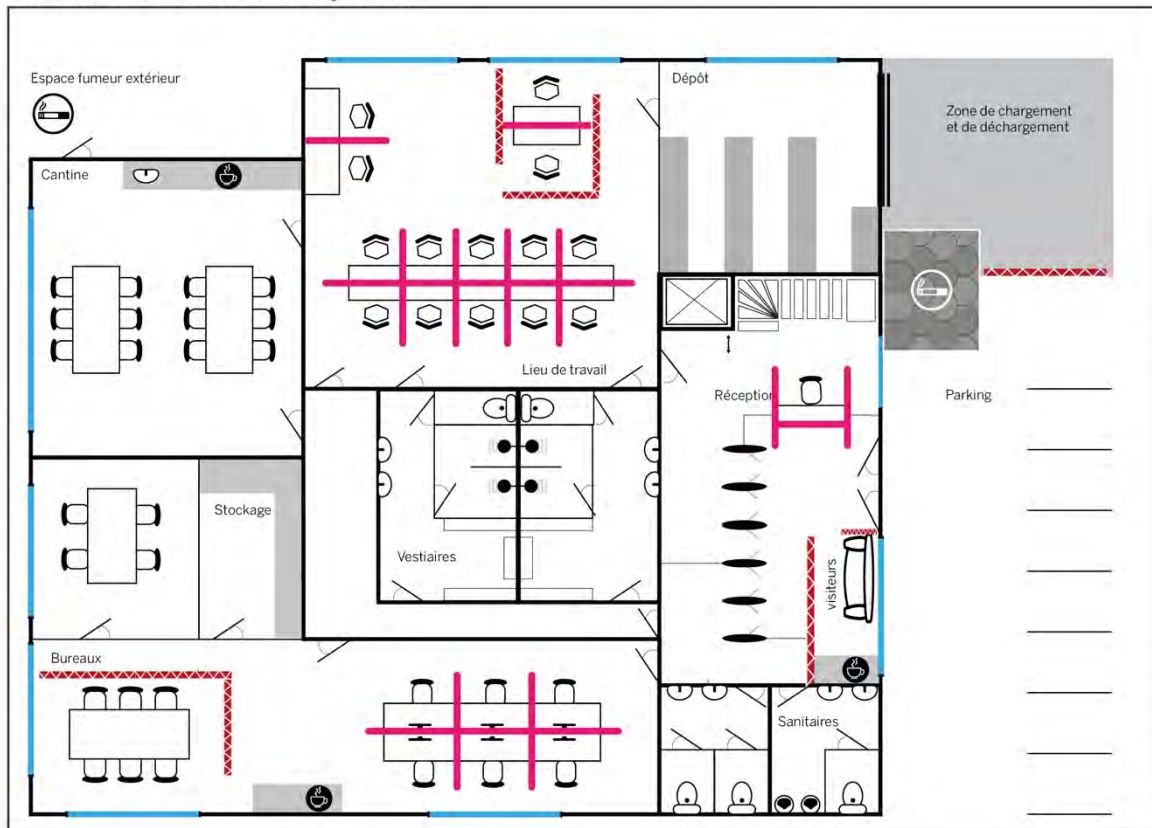 Espace fumeur extérieur
Dépôt
Zone de chargement
et de déchargement
Cantine
Lieu de travail
Réception
Parking
Stockage
Vestiaires
visiteurs
Bureaux
Sanitaires